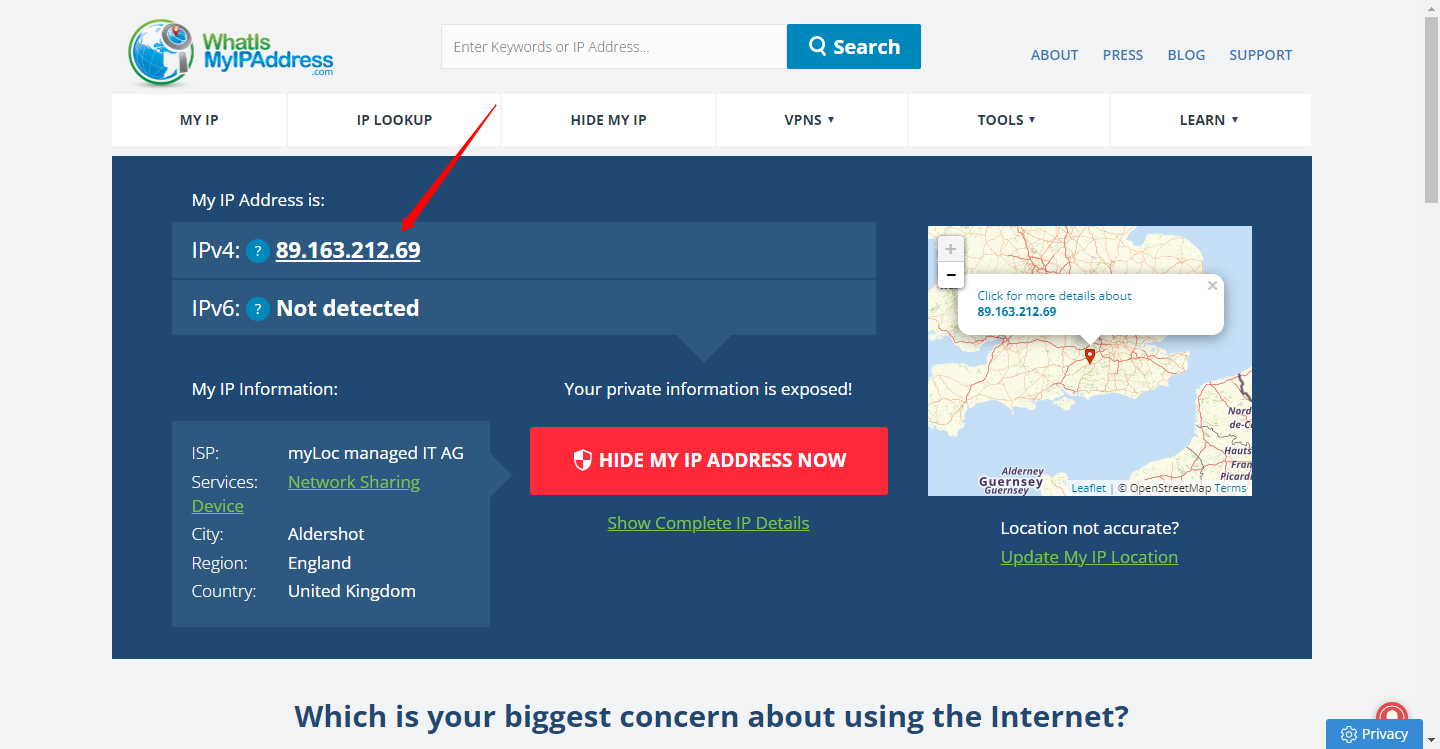 WhatIs
MyIPAddress
.com
Enter Keywords or IP Address...
Search
ABOUT
PRESS
BLOG
SUPPORT
MY IP
IP LOOKUP
HIDE MY IP
VPNS ▼
TOOLS ▼
LEARN ▼
My IP Address is:
IPv4: ? 89.163.212.69
IPv6: ? Not detected
+
−
Click for more details about
89.163.212.69
×
Nord
de-C
Hauts
Fran
Picardi
Alderney
Guernsey
Guernsey
Leaflet | © OpenStreetMap Terms
My IP Information:
ISP: myLoc managed IT AG
Services: Network Sharing
Device
City: Aldershot
Region: England
Country: United Kingdom
Your private information is exposed!
HIDE MY IP ADDRESS NOW
Show Complete IP Details
Location not accurate?
Update My IP Location
Which is your biggest concern about using the Internet?
Privacy